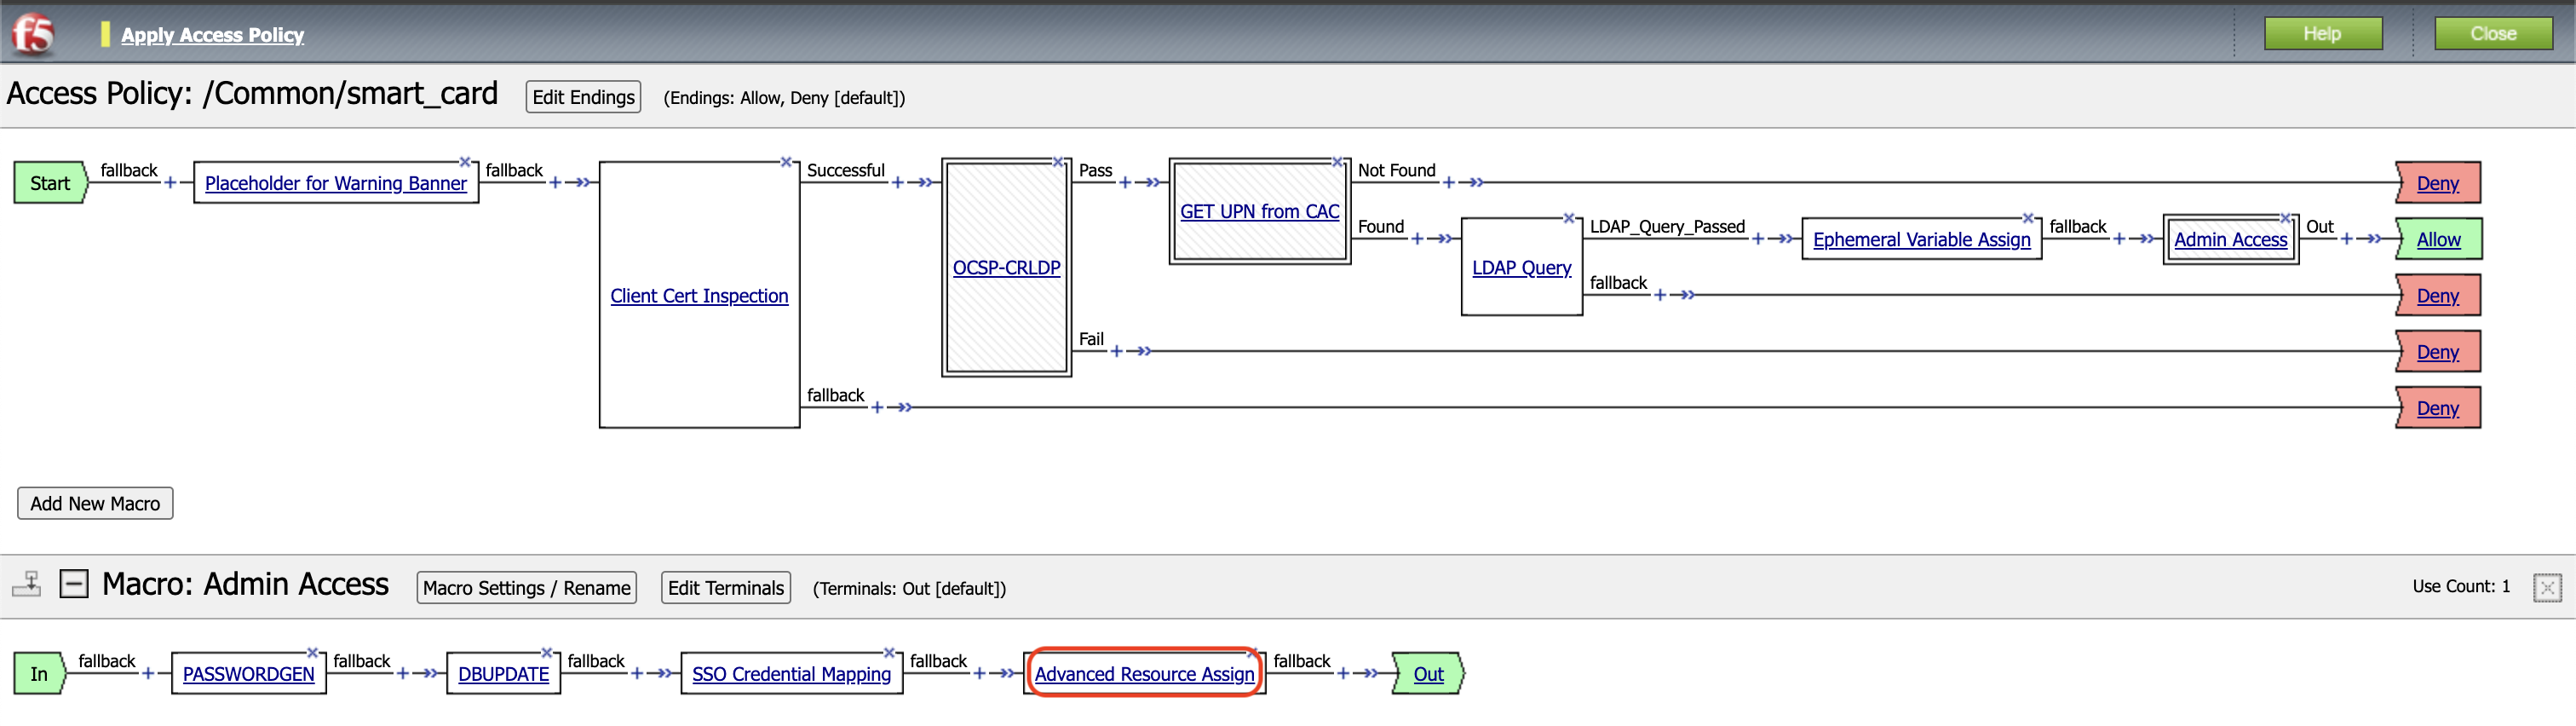 f5 Apply Access Policy Help Close
Access Policy: /Common/smart_card Edit Endings (Endings: Allow, Deny [default])
Start fallback Placeholder for Warning Banner fallback Successful Pass Not Found Deny
GET UPN from CAC
Found LDAP_Query_Passed Ephemeral Variable Assign fallback Admin Access Out Allow
OCSP-CRLDP LDAP Query
Client Cert Inspection fallback Deny
Fail Deny
fallback Deny
Add New Macro
Macro: Admin Access Macro Settings / Rename Edit Terminals (Terminals: Out [default]) Use Count: 1
In fallback PASSWORDGEN fallback DBUPDATE fallback SSO Credential Mapping fallback Advanced Resource Assign fallback Out